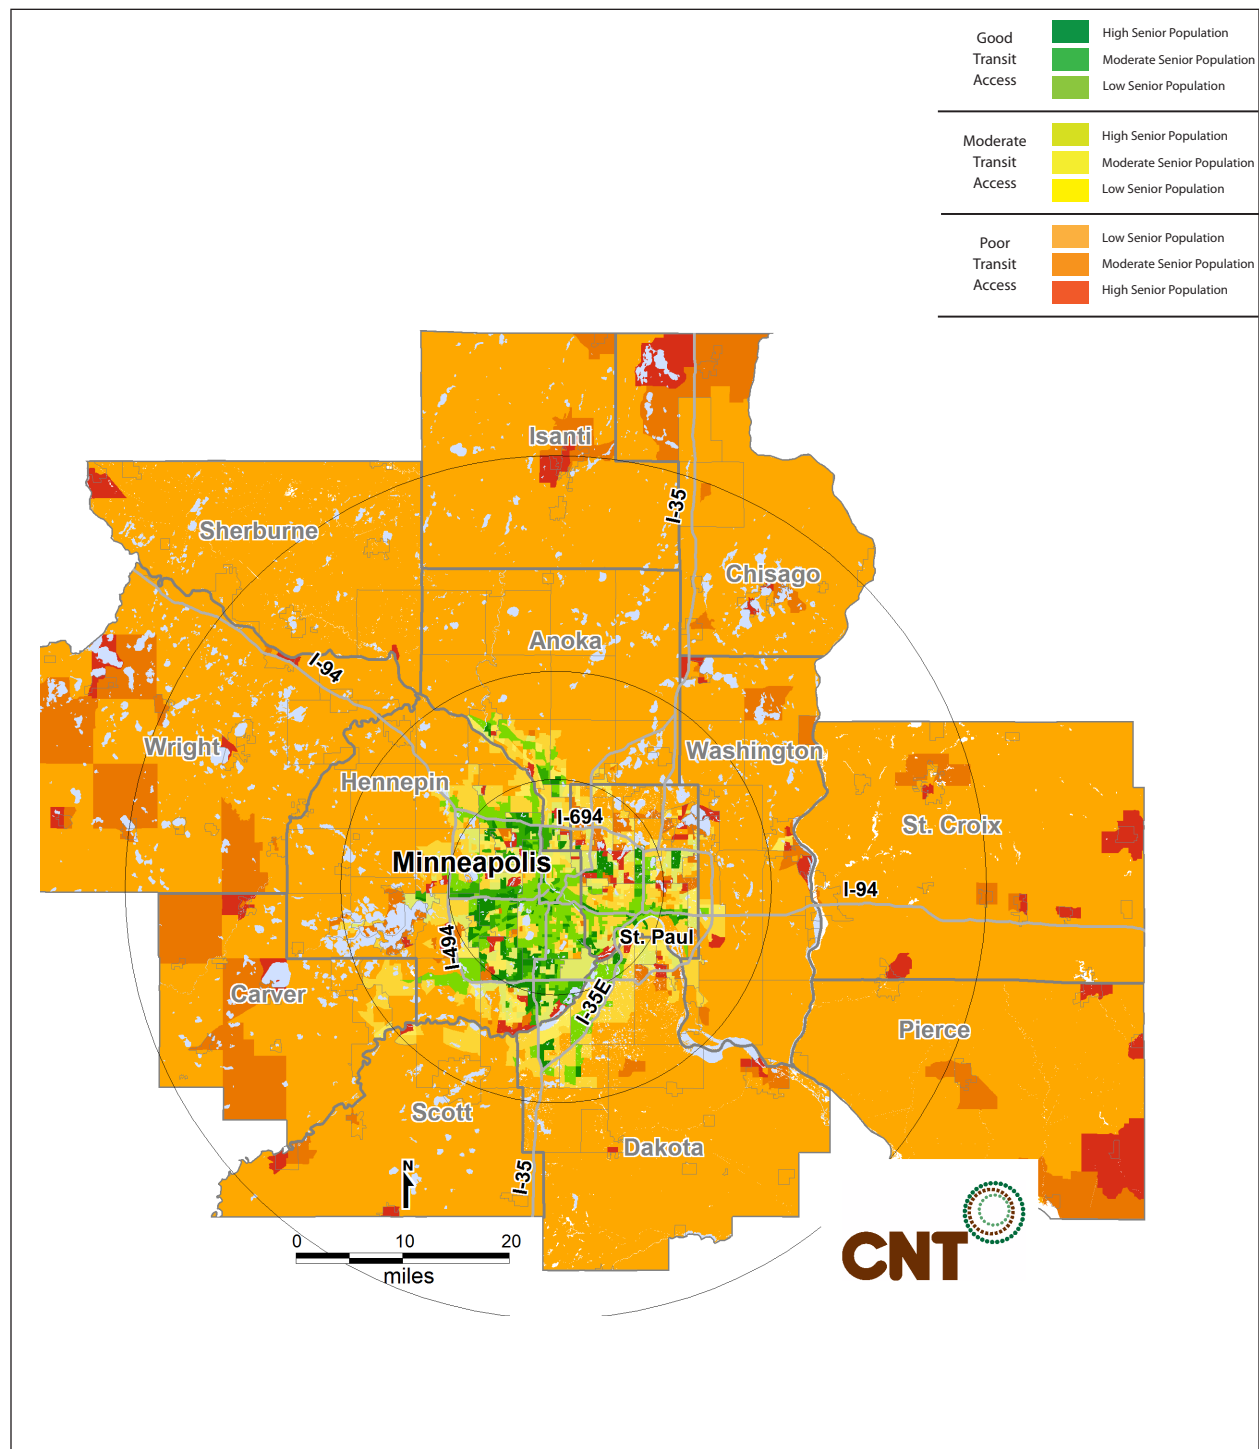 Good
Transit
Access
High Senior Population
Moderate Senior Population
Low Senior Population
Moderate
Transit
Access
High Senior Population
Moderate Senior Population
Low Senior Population
Poor
Transit
Access
Low Senior Population
Moderate Senior Population
High Senior Population
Isanti
I-35
Sherburne
Chisago
Anoka
I-94
Wright
Washington
Hennepin
I-694
St. Croix
Minneapolis
I-94
St. Paul
I-494
Carver
I-35E
Pierce
Scott
Dakota
N
I-35
0 10 20
miles
CNT